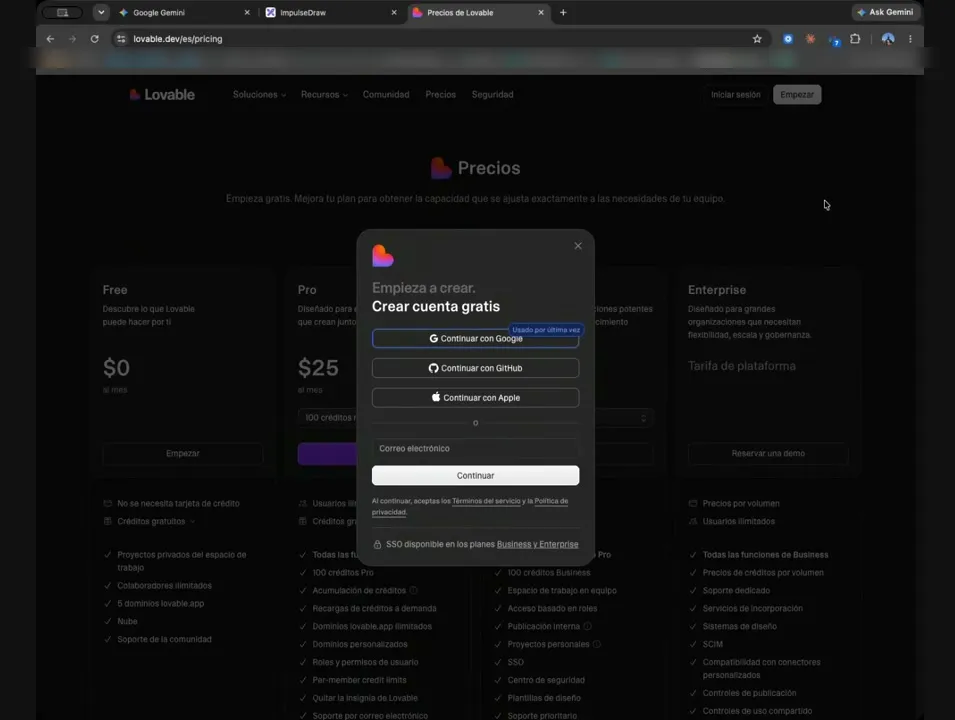 Google Gemini
ImpulseDraw
Precios de Lovable
Ask Gemini
lovable.dev/es/pricing
7
Lovable
Soluciones
Recursos
Comunidad
Precios
Seguridad
Iniciar sesión
Empezar
Precios
Empieza gratis. Mejora tu plan para obtener la capacidad que se ajusta exactamente a las necesidades de tu equipo.
Empieza a crear.
Crear cuenta gratis
Usado por última vez
Continuar con Google
Continuar con GitHub
Continuar con Apple
o
Correo electrónico
Continuar
Al continuar, aceptas los Términos del servicio y la Política de
privacidad.
SSO disponible en los planes Business y Enterprise
Free
Descubre lo que Lovable
puede hacer por ti
$0
al mes
Empezar
No se necesita tarjeta de crédito
Créditos gratuitos
Proyectos privados del espacio de
trabajo
Colaboradores ilimitados
5 dominios lovable.app
Nube
Soporte de la comunidad
Pro
Diseñado para e
que crean junto
$25
al mes
100 créditos
Usuarios
Créditos gra
Todas las fu
100 créditos Pro
Acumulación de créditos
Recargas de créditos a demanda
Dominios lovable.app ilimitados
Dominios personalizados
Roles y permisos de usuario
Per-member credit limits
Quitar la insignia de Lovable
Soporte por correo electrónico
ciones potentes
cimiento
Pro
100 créditos Business
Espacio de trabajo en equipo
Acceso basado en roles
Publicación interna
Proyectos personales
SSO
Centro de seguridad
Plantillas de diseño
Soporte prioritario
Enterprise
Diseñado para grandes
organizaciones que necesitan
flexibilidad, escala y gobernanza.
Tarifa de plataforma
Reservar una demo
Precios por volumen
Usuarios ilimitados
Todas las funciones de Business
Precios de créditos por volumen
Soporte dedicado
Servicios de incorporación
Sistemas de diseño
SCIM
Compatibilidad con conectores
personalizados
Controles de publicación
Controles de uso compartido